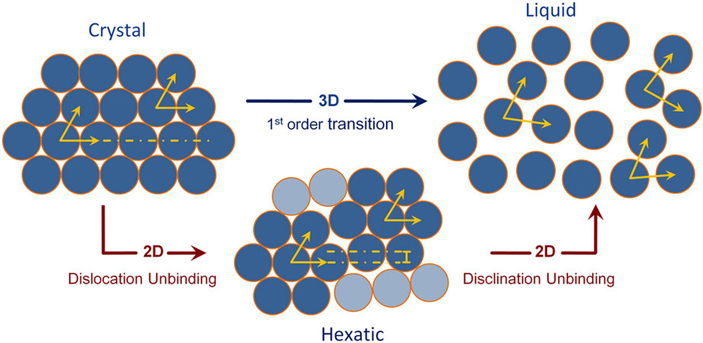 Crystal
Liquid
3D
1st order transition
2D
Dislocation Unbinding
2D
Disclination Unbinding
Hexatic